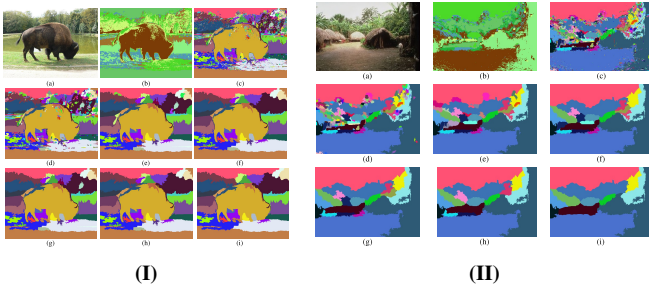 (a) (b) (c) (a) (b) (c)
(d) (e) (f) (d) (e) (f)
(g) (h) (i) (g) (h) (i)
(I) (II)